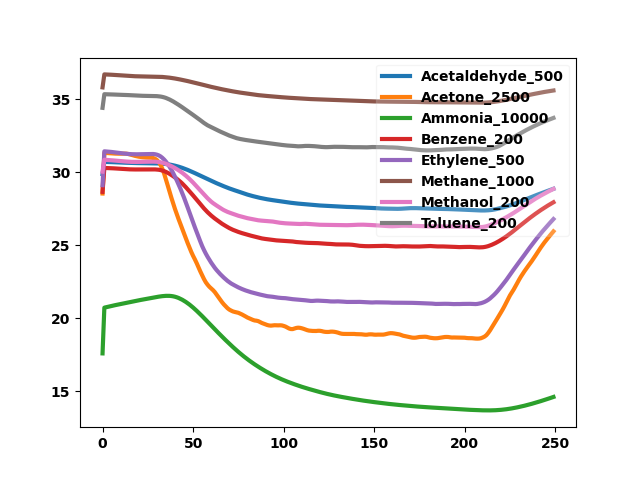 Acetaldehyde_500
Acetone_2500
Ammonia_10000
Benzene_200
Ethylene_500
Methane_1000
Methanol_200
Toluene_200
35
30
25
20
15
0 50 100 150 200 250